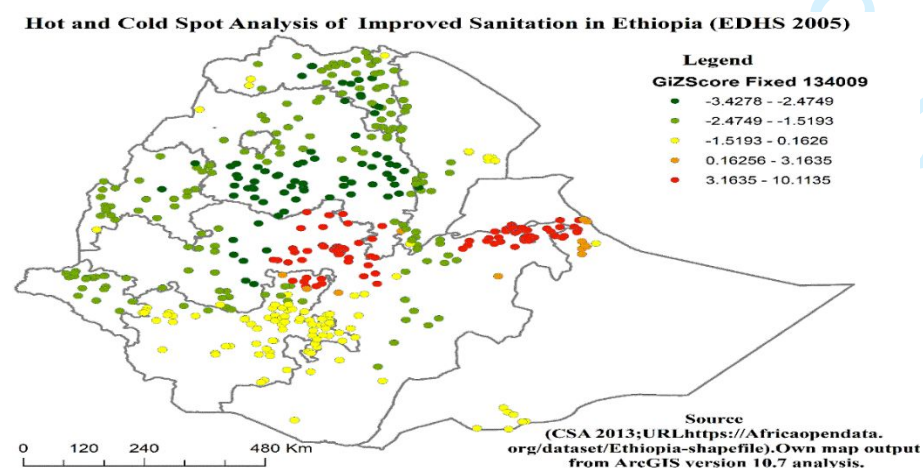 Hot and Cold Spot Analysis of Improved Sanitation in Ethiopia (EDHS 2005)
Legend
GiZScore Fixed 134009
-3.4278 - -2.4749
-2.4749 - -1.5193
-1.5193 - 0.1626
0.16256 - 3.1635
3.1635 - 10.1135
0 120 240 480 Km
Source
(CSA 2013;URLhttps://Africaopendata.
org/dataset/Ethiopia-shapefile).Own map output
from ArcGIS version 10.7 analysis.